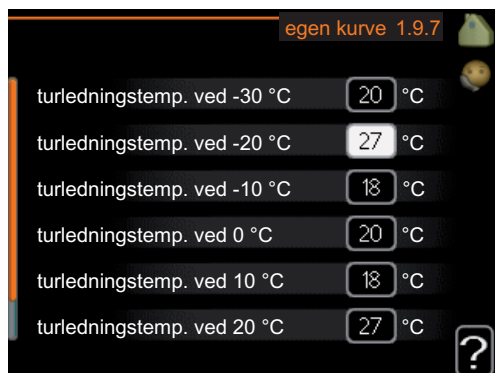 egen kurve 1.9.7
turledningstemp. ved -30 °C 20 °C
turledningstemp. ved -20 °C 27 °C
turledningstemp. ved -10 °C 18 °C
turledningstemp. ved 0 °C 20 °C
turledningstemp. ved 10 °C 18 °C
turledningstemp. ved 20 °C 27 °C
?